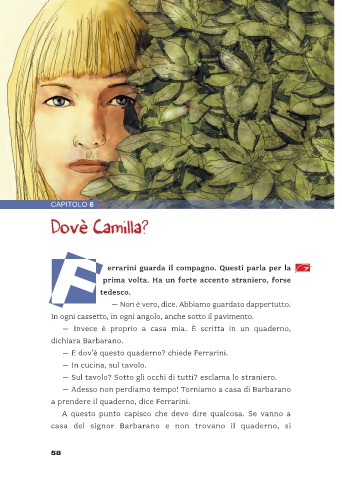 CAPITOLO 6
Dov'è Camilla?
Ferrarini guarda il compagno. Questi parla per la
prima volta. Ha un forte accento straniero, forse
tedesco.
— Non è vero, dice. Abbiamo guardato dappertutto.
In ogni cassetto, in ogni angolo, anche sotto il pavimento.
— Invece è proprio a casa mia. È scritta in un quaderno,
dichiara Barbarano.
— E dov'è questo quaderno? chiede Ferrarini.
— In cucina, sul tavolo.
— Sul tavolo? Sotto gli occhi di tutti? esclama lo straniero.
— Adesso non perdiamo tempo! Torniamo a casa di Barbarano
a prendere il quaderno, dice Ferrarini.
A questo punto capisco che devo dire qualcosa. Se vanno a
casa del signor Barbarano e non trovano il quaderno, si
58